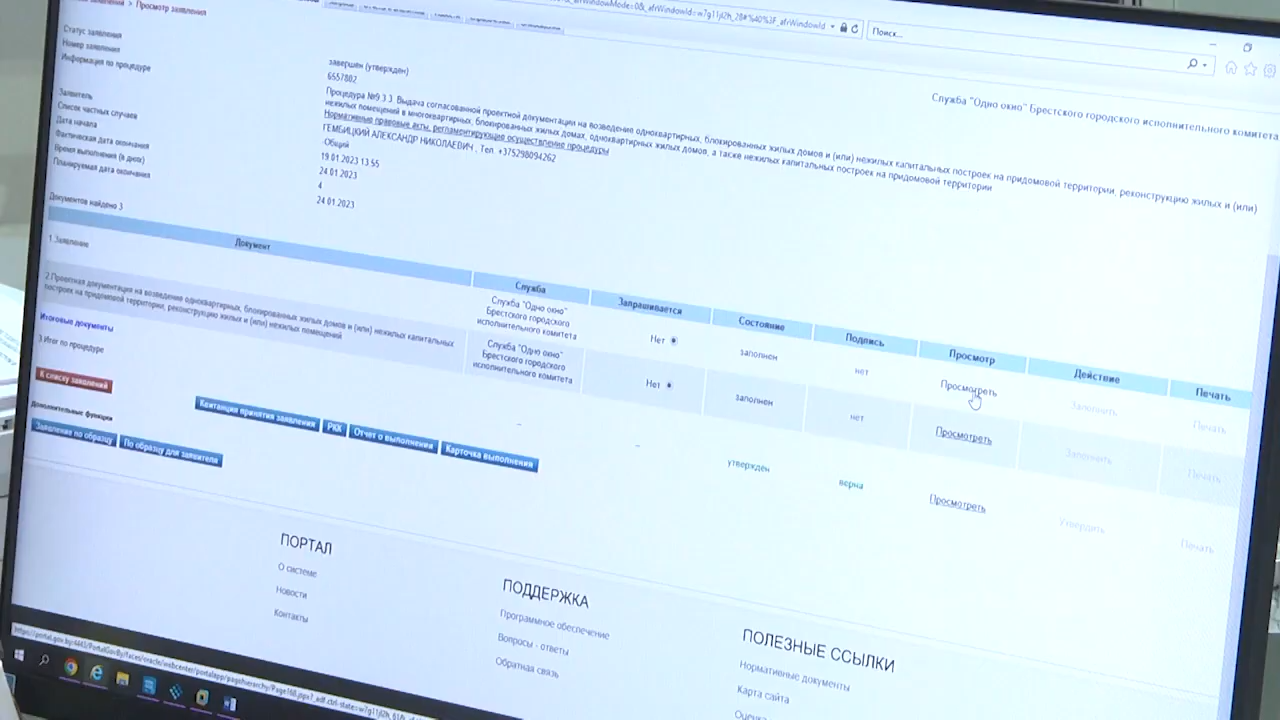 _afrWindowMode=0&_afrWindowId=w7g11jl2h_28#%40%3F_afrWindowId
Поиск...
Просмотр заявления
Служба "Одно окно" Брестского городского исполнительного комитета
Статус заявления
завершен (утвержден)
Номер заявления
6557802
Информация по процедуре
Процедура №9.3.3. Выдача согласованной проектной документации на возведение одноквартирных, блокированных жилых домов и (или) нежилых капитальных построек на придомовой территории, реконструкцию жилых и (или)
нежилых помещений в многоквартирных, блокированных жилых домах, одноквартирных жилых домов, а также нежилых капитальных построек на придомовой территории
Нормативные правовые акты, регламентирующие осуществление процедуры
Заявитель
ГЕМБИЦКИЙ АЛЕКСАНДР НИКОЛАЕВИЧ , Тел. +375298094262
Список частных случаев
Общий
Дата начала
19.01.2023 13:55
Фактическая дата окончания
24.01.2023
Время выполнения (в днях)
4
Планируемая дата окончания
24.01.2023
Документов найдено 3
Документ
Служба
Запрашивается
Состояние
Подпись
Просмотр
Действие
Печать
1.Заявление
Служба "Одно окно"
Брестского городского
исполнительного комитета
Нет
заполнен
нет
Просмотреть
Заполнить
Печать
2.Проектная документация на возведение одноквартирных, блокированных жилых домов и (или) нежилых капитальных
построек на придомовой территории, реконструкцию жилых и (или) нежилых помещений
Служба "Одно окно"
Брестского городского
исполнительного комитета
Нет
заполнен
нет
Просмотреть
Заполнить
Печать
Итоговые документы
3.Итог по процедуре
утвержден
верна
Просмотреть
Утвердить
Печать
К списку заявлений
Квитанция принятия заявления
РКК
Отчет о выполнении
Карточка выполнения
Дополнительные функции
Заявление по образцу
По образцу для заявителя
ПОРТАЛ
О системе
Новости
Контакты
ПОДДЕРЖКА
Программное обеспечение
Вопросы - ответы
Обратная связь
ПОЛЕЗНЫЕ ССЫЛКИ
Нормативные документы
Карта сайта
Оценка